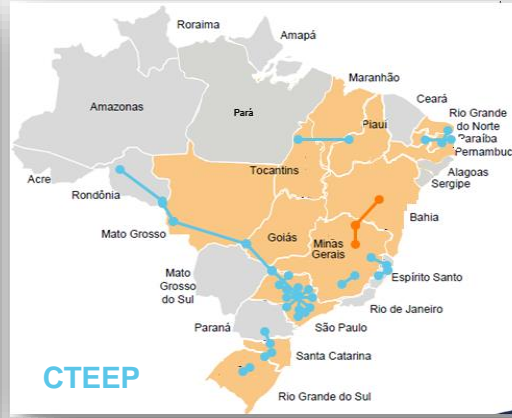 Roraima
Amapá
Maranhão
Ceará
Amazonas
Pará
Rio Grande
do Norte
Piaui
Paraíba
Pernambuc
Acre
Tocantins
Alagoas
Sergipe
Rondônia
Bahia
Mato Grosso
Goiás
Minas
Gerais
Mato
Grosso
do Sul
Espírito Santo
Rio de Janeiro
Paraná
São Paulo
Santa Catarina
CTEEP
Rio Grande do Sul